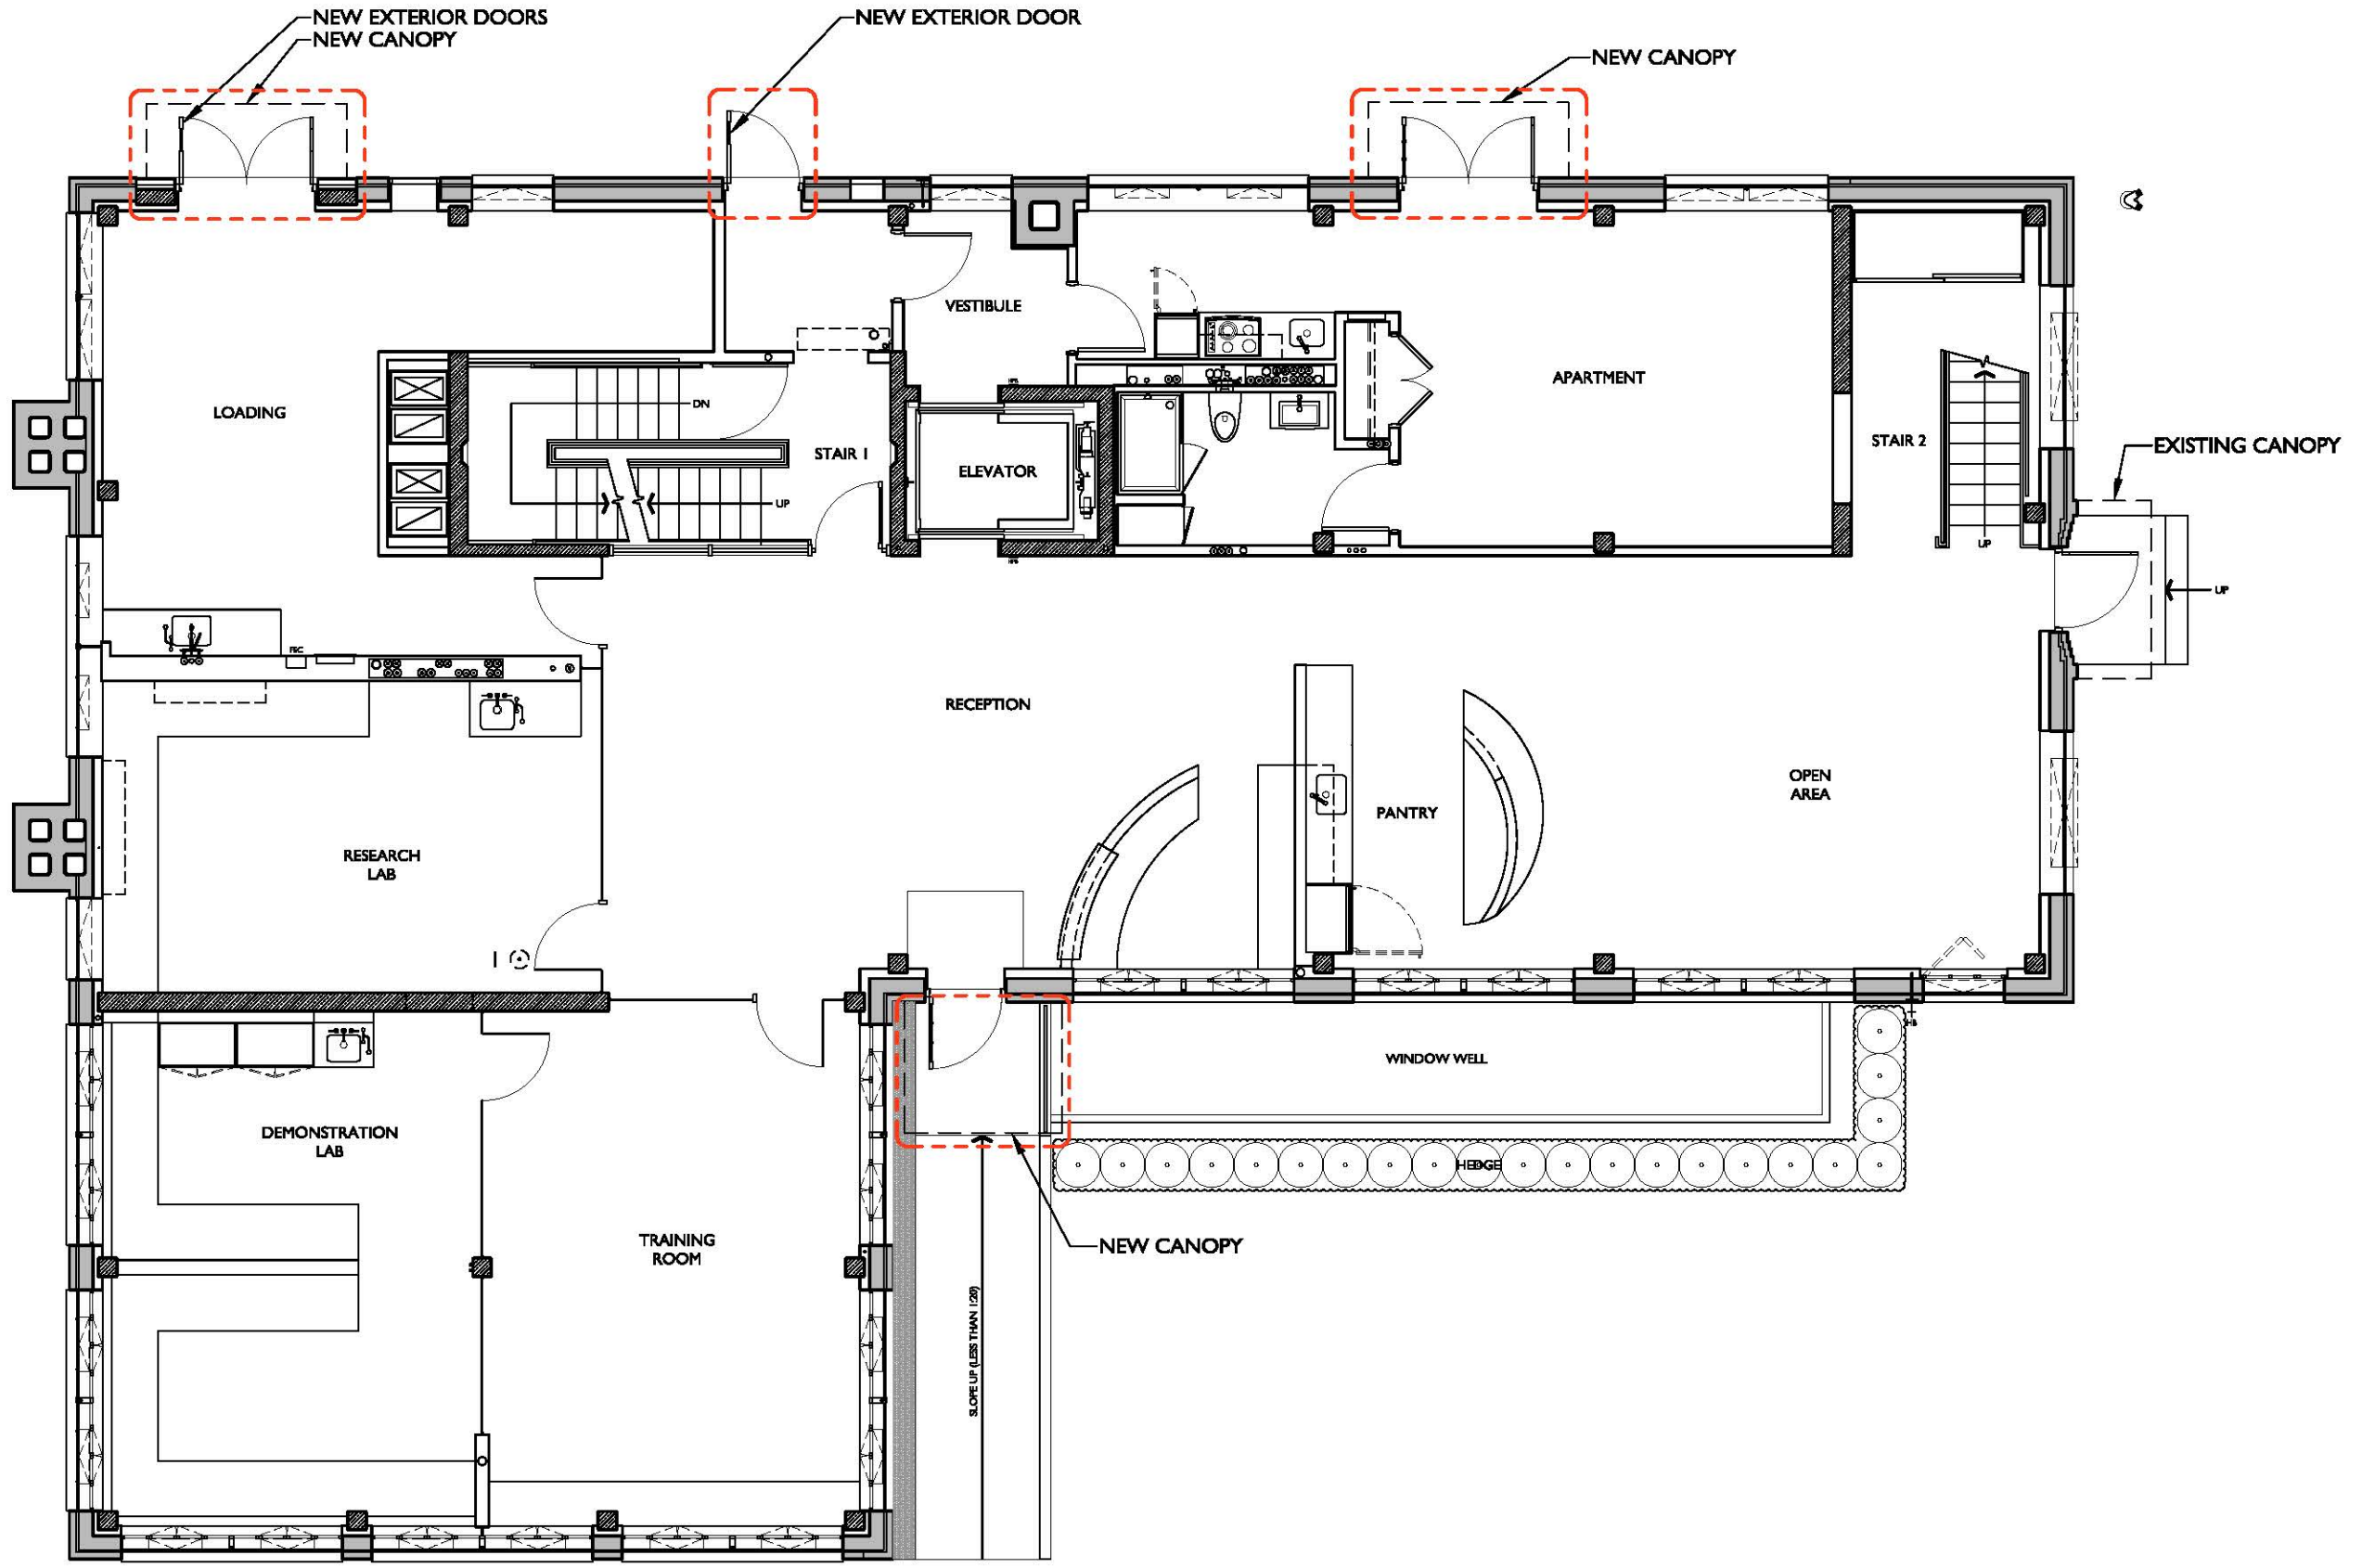 NEW EXTERIOR DOORS
NEW CANOPY
NEW EXTERIOR DOOR
NEW CANOPY
VESTIBULE
APARTMENT
LOADING
DN
STAIR 1
ELEVATOR
UP
STAIR 2
EXISTING CANOPY
UP
UP
FEC
RECEPTION
OPEN
AREA
PANTRY
RESEARCH
LAB
HB
WINDOW WELL
DEMONSTRATION
LAB
HEDGE
TRAINING
ROOM
NEW CANOPY
SLOPE UP (LESS THAN 1:20)